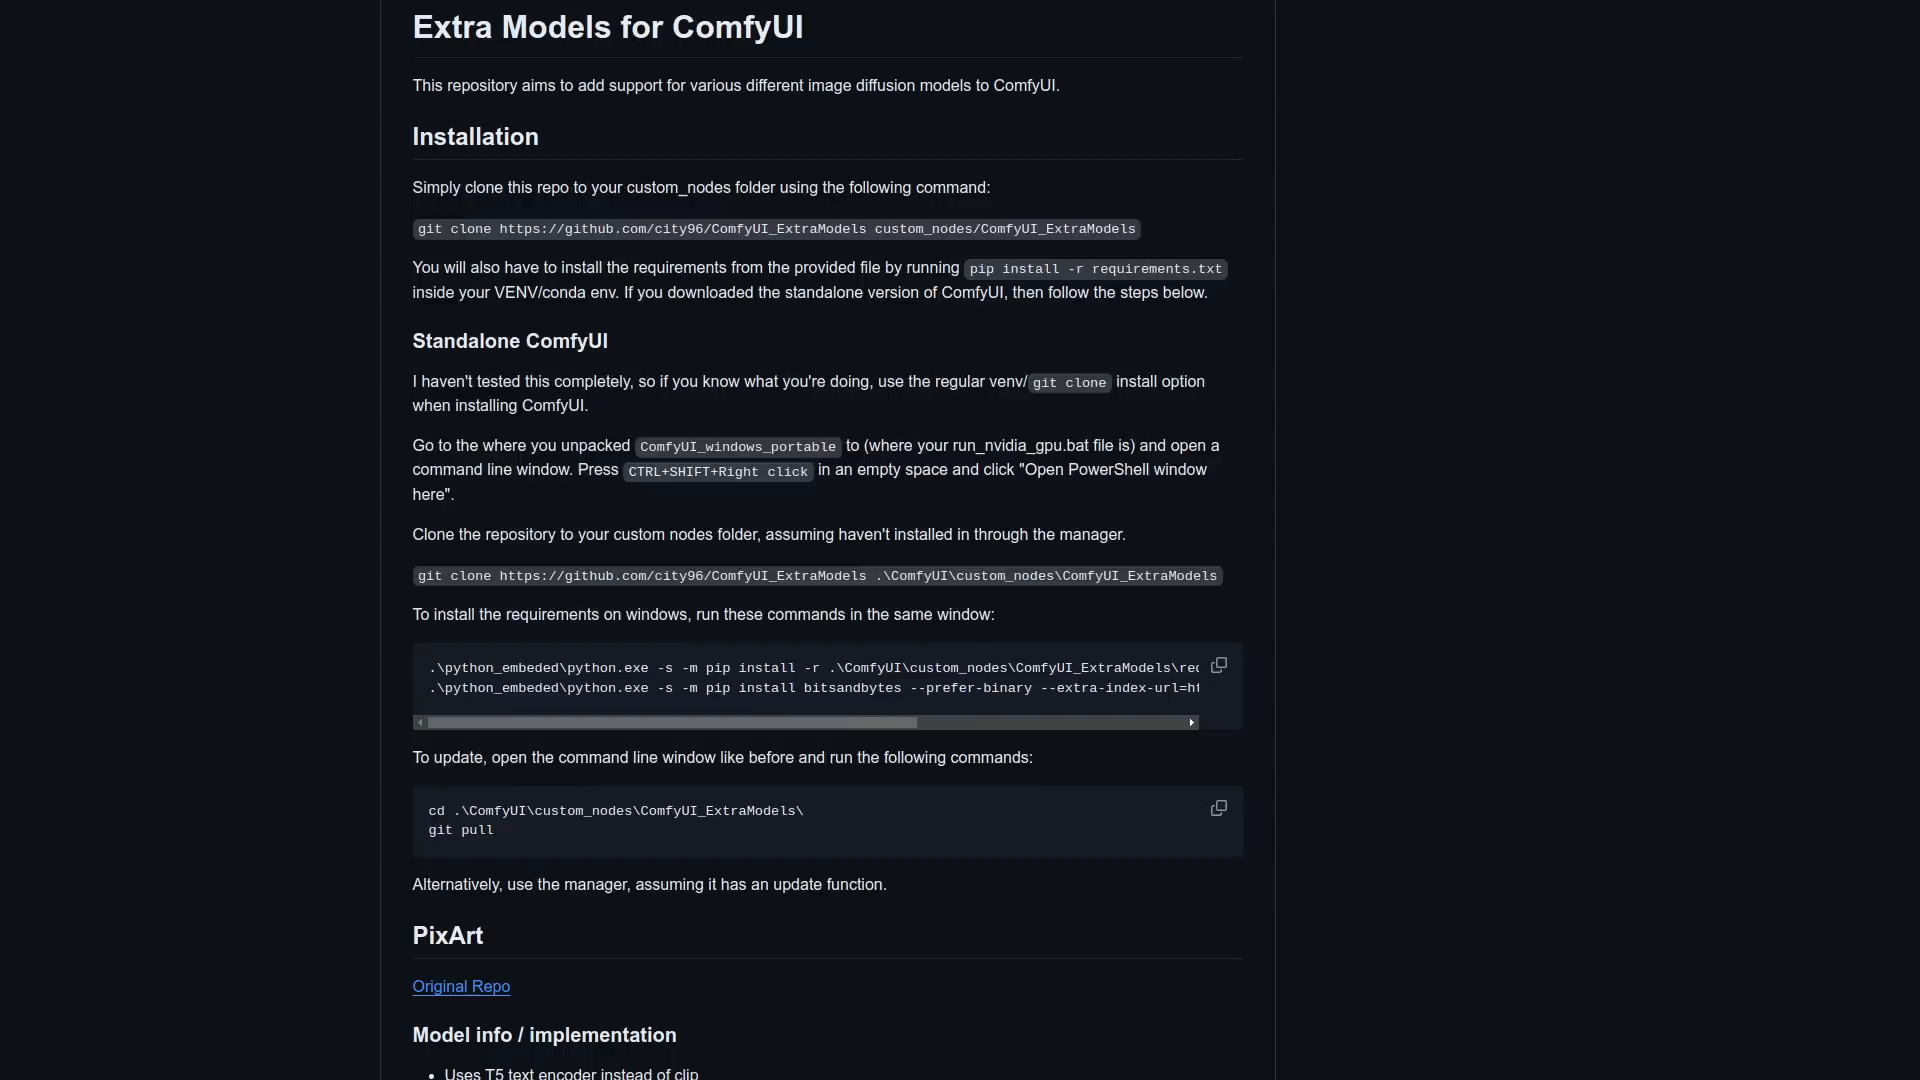 Extra Models for ComfyUI
This repository aims to add support for various different image diffusion models to ComfyUI.
Installation
Simply clone this repo to your custom_nodes folder using the following command:
git clone https://github.com/city96/ComfyUI_ExtraModels custom_nodes/ComfyUI_ExtraModels
You will also have to install the requirements from the provided file by running pip install -r requirements.txt
inside your VENV/conda env. If you downloaded the standalone version of ComfyUI, then follow the steps below.
Standalone ComfyUI
I haven't tested this completely, so if you know what you're doing, use the regular venv/git clone install option
when installing ComfyUI.
Go to the where you unpacked ComfyUI_windows_portable to (where your run_nvidia_gpu.bat file is) and open a
command line window. Press CTRL+SHIFT+Right click in an empty space and click "Open PowerShell window
here".
Clone the repository to your custom nodes folder, assuming haven't installed in through the manager.
git clone https://github.com/city96/ComfyUI_ExtraModels .\ComfyUI\custom_nodes\ComfyUI_ExtraModels
To install the requirements on windows, run these commands in the same window:
.\python_embeded\python.exe -s -m pip install -r .\ComfyUI\custom_nodes\ComfyUI_ExtraModels\req
.\python_embeded\python.exe -s -m pip install bitsandbytes --prefer-binary --extra-index-url=ht
To update, open the command line window like before and run the following commands:
cd .\ComfyUI\custom_nodes\ComfyUI_ExtraModels\
git pull
Alternatively, use the manager, assuming it has an update function.
PixArt
Original Repo
Model info / implementation
• Uses T5 text encoder instead of clip